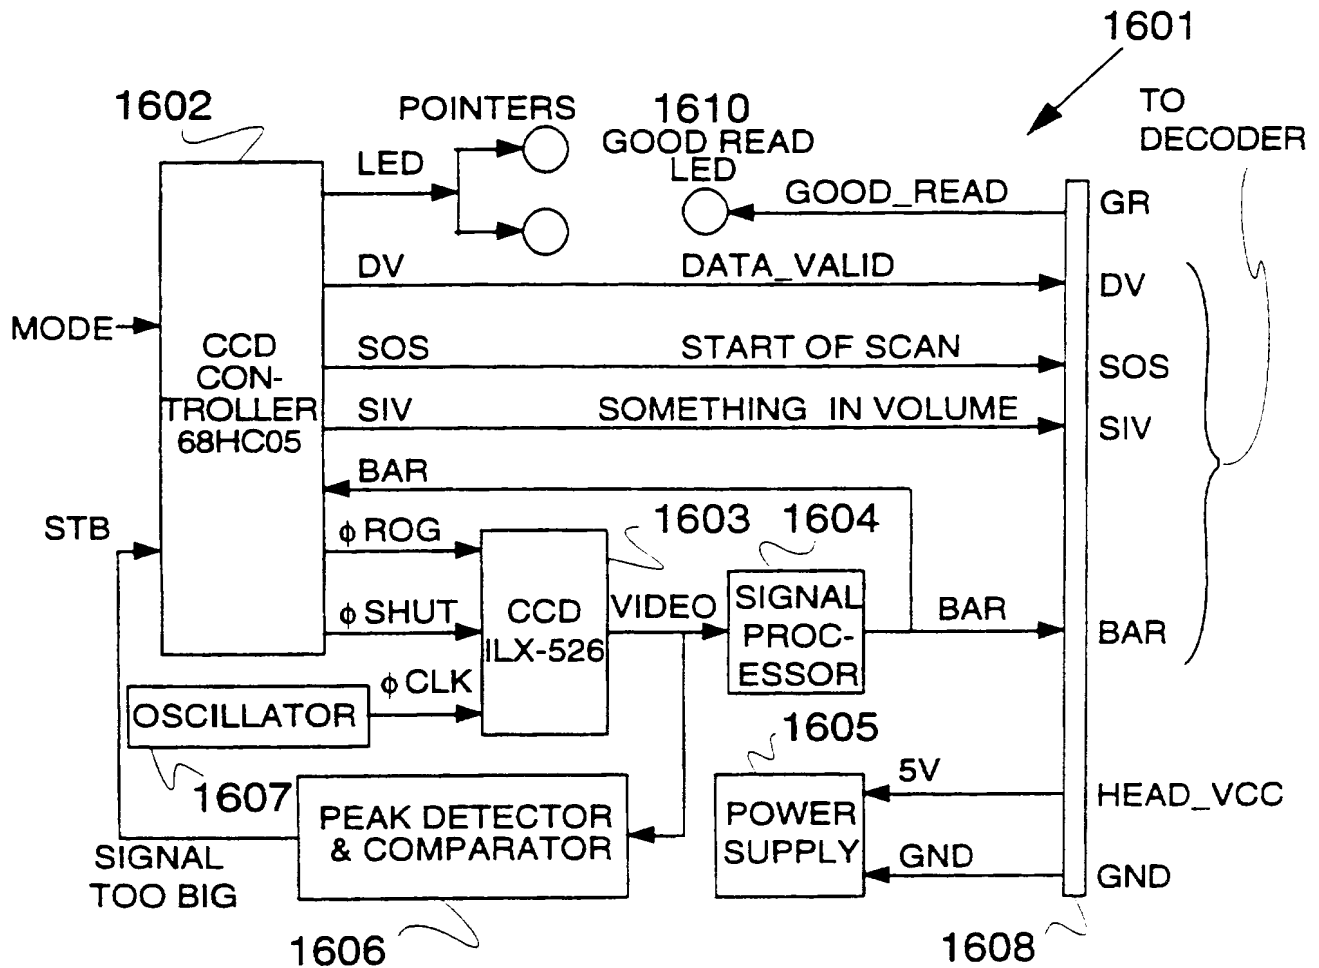 1601
1602
POINTERS
1610
GOOD READ
LED
TO
DECODER
LED
GOOD_READ
GR
DV
DATA_VALID
DV
MODE
CCD
CON-
TROLLER
68HC05
SOS
START OF SCAN
SOS
SIV
SOMETHING IN VOLUME
SIV
BAR
STB
ϕ ROG
1603
1604
ϕ SHUT
CCD
ILX-526
VIDEO
SIGNAL
PROC-
ESSOR
BAR
BAR
ϕ CLK
OSCILLATOR
1605
1607
5V
HEAD_VCC
PEAK DETECTOR
& COMPARATOR
POWER
SUPPLY
GND
GND
SIGNAL
TOO BIG
1606
1608